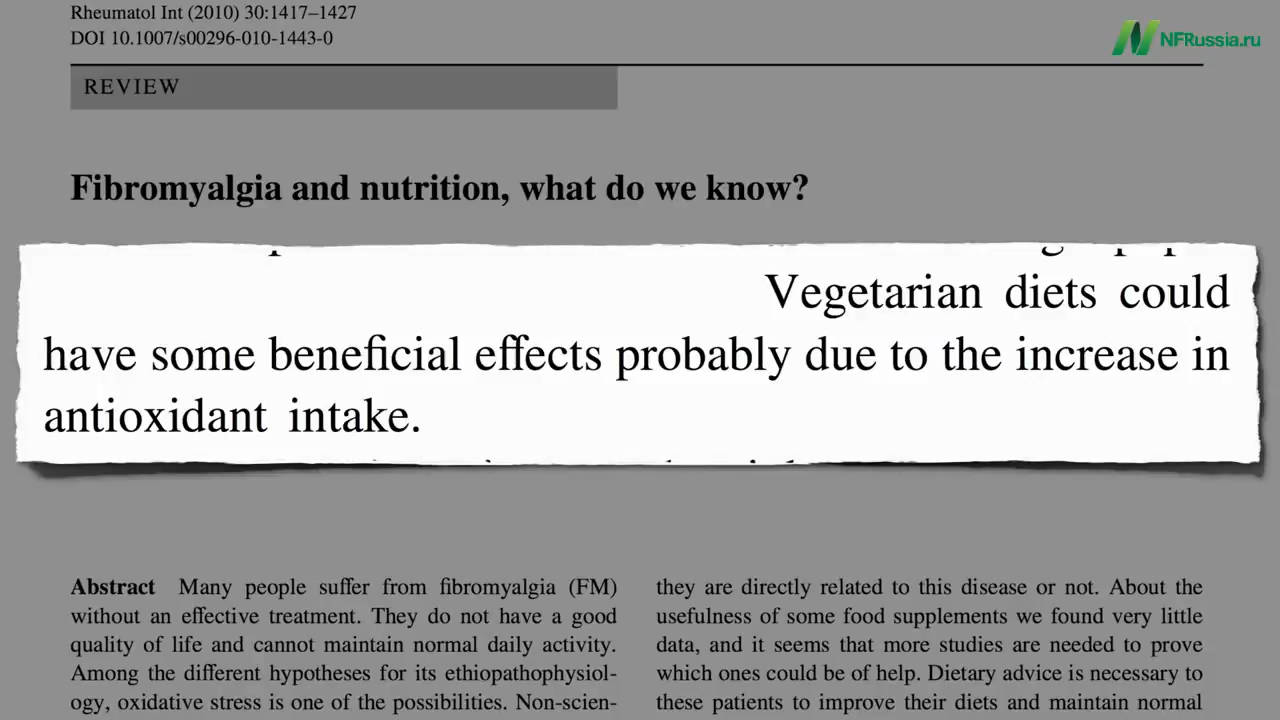 Rheumatol Int (2010) 30:1417–1427
DOI 10.1007/s00296-010-1443-0
NFRussia.ru
REVIEW
Fibromyalgia and nutrition, what do we know?
Vegetarian diets could
have some beneficial effects probably due to the increase in
antioxidant intake.
Abstract Many people suffer from fibromyalgia (FM)
without an effective treatment. They do not have a good
quality of life and cannot maintain normal daily activity.
Among the different hypotheses for its ethiopathophysiol-
ogy, oxidative stress is one of the possibilities. Non-scien-
they are directly related to this disease or not. About the
usefulness of some food supplements we found very little
data, and it seems that more studies are needed to prove
which ones could be of help. Dietary advice is necessary to
these patients to improve their diets and maintain normal